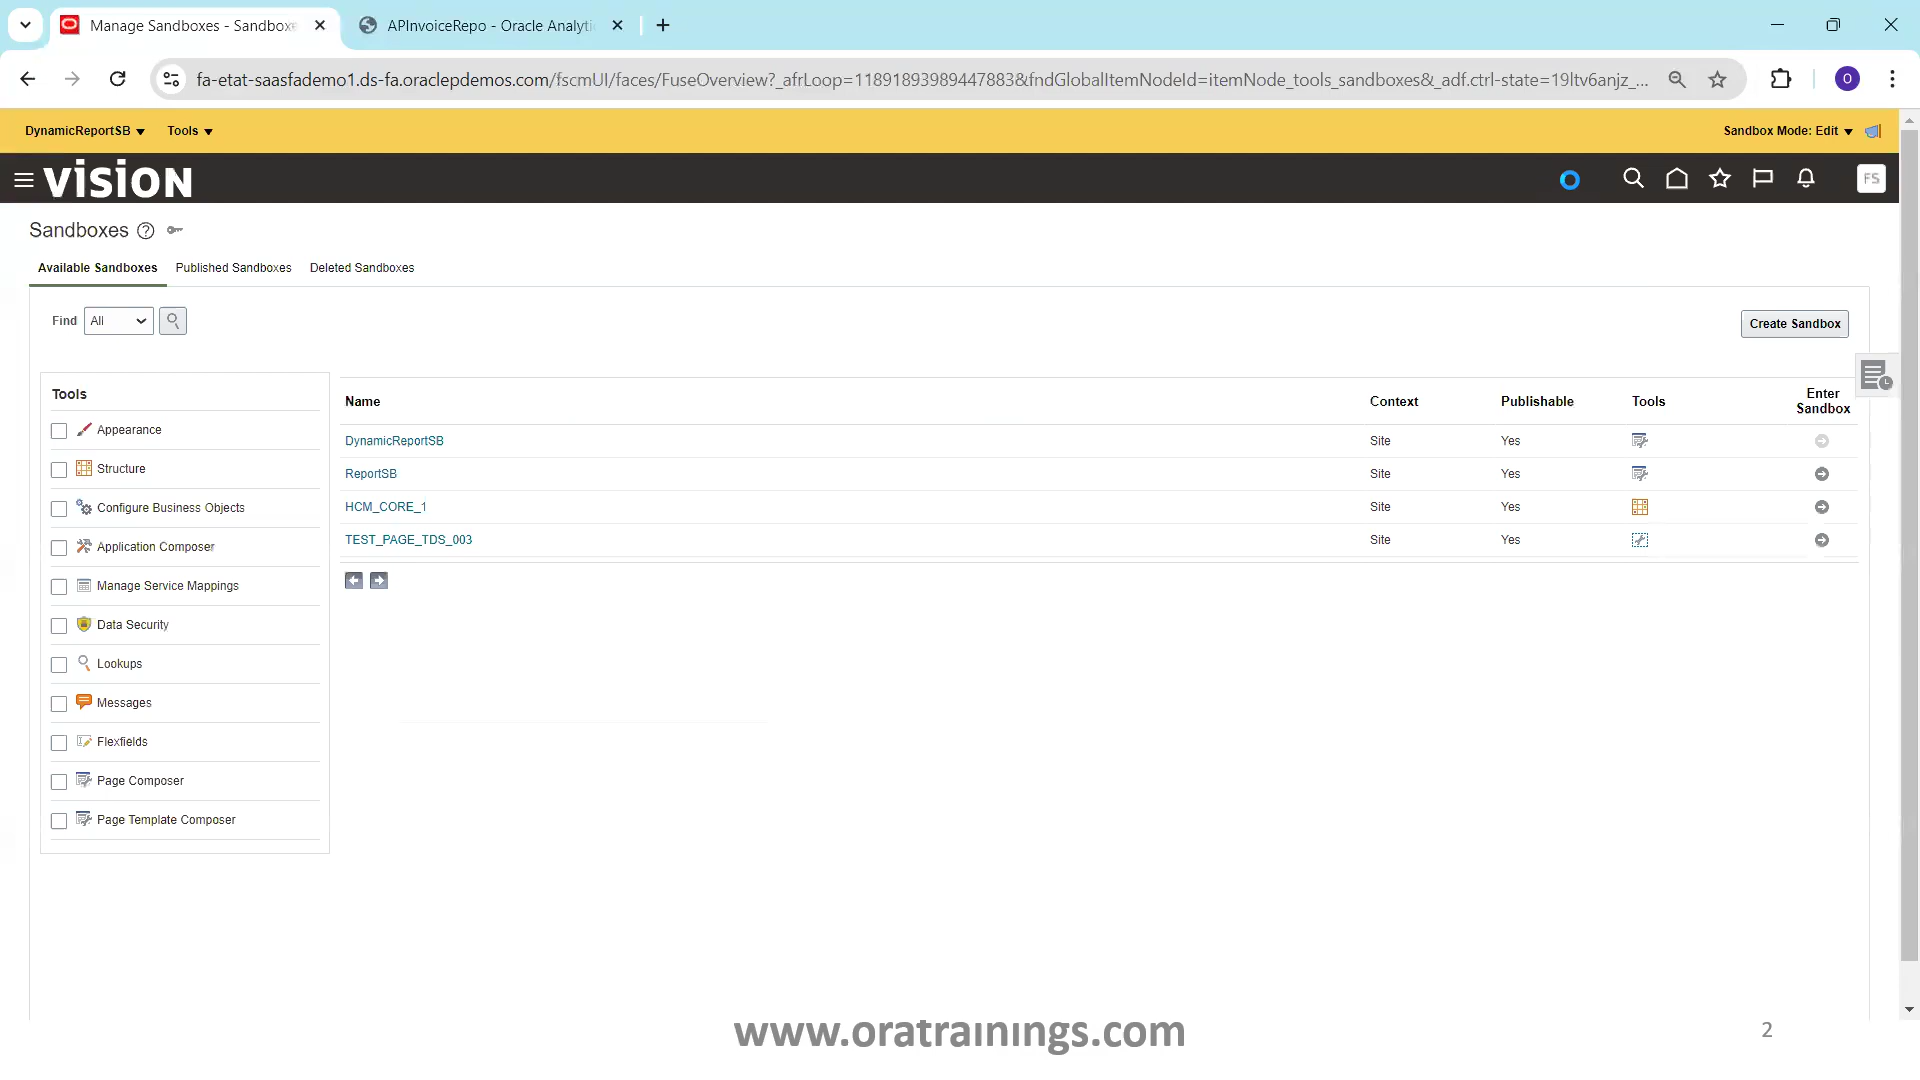 Manage Sandboxes - Sandboxe
APInvoiceRepo - Oracle Analyti
fa-etat-saasfademo1.ds-fa.oraclepdemos.com/fscmUI/faces/FuseOverview?_afrLoop=11891893989447883&fndGlobalItemNodeId=itemNode_tools_sandboxes&_adf.ctrl-state=19ltv6anjz_...
O
DynamicReportSB
Tools
Sandbox Mode: Edit
VISION
FS
Sandboxes
Available Sandboxes
Published Sandboxes
Deleted Sandboxes
Find
All
Create Sandbox
Tools
Appearance
Structure
Configure Business Objects
Application Composer
Manage Service Mappings
Data Security
Lookups
Messages
Flexfields
Page Composer
Page Template Composer
Name Context Publishable Tools Enter Sandbox
DynamicReportSB Site Yes
ReportSB Site Yes
HCM_CORE_1 Site Yes
TEST_PAGE_TDS_003 Site Yes
www.oratrainings.com
2